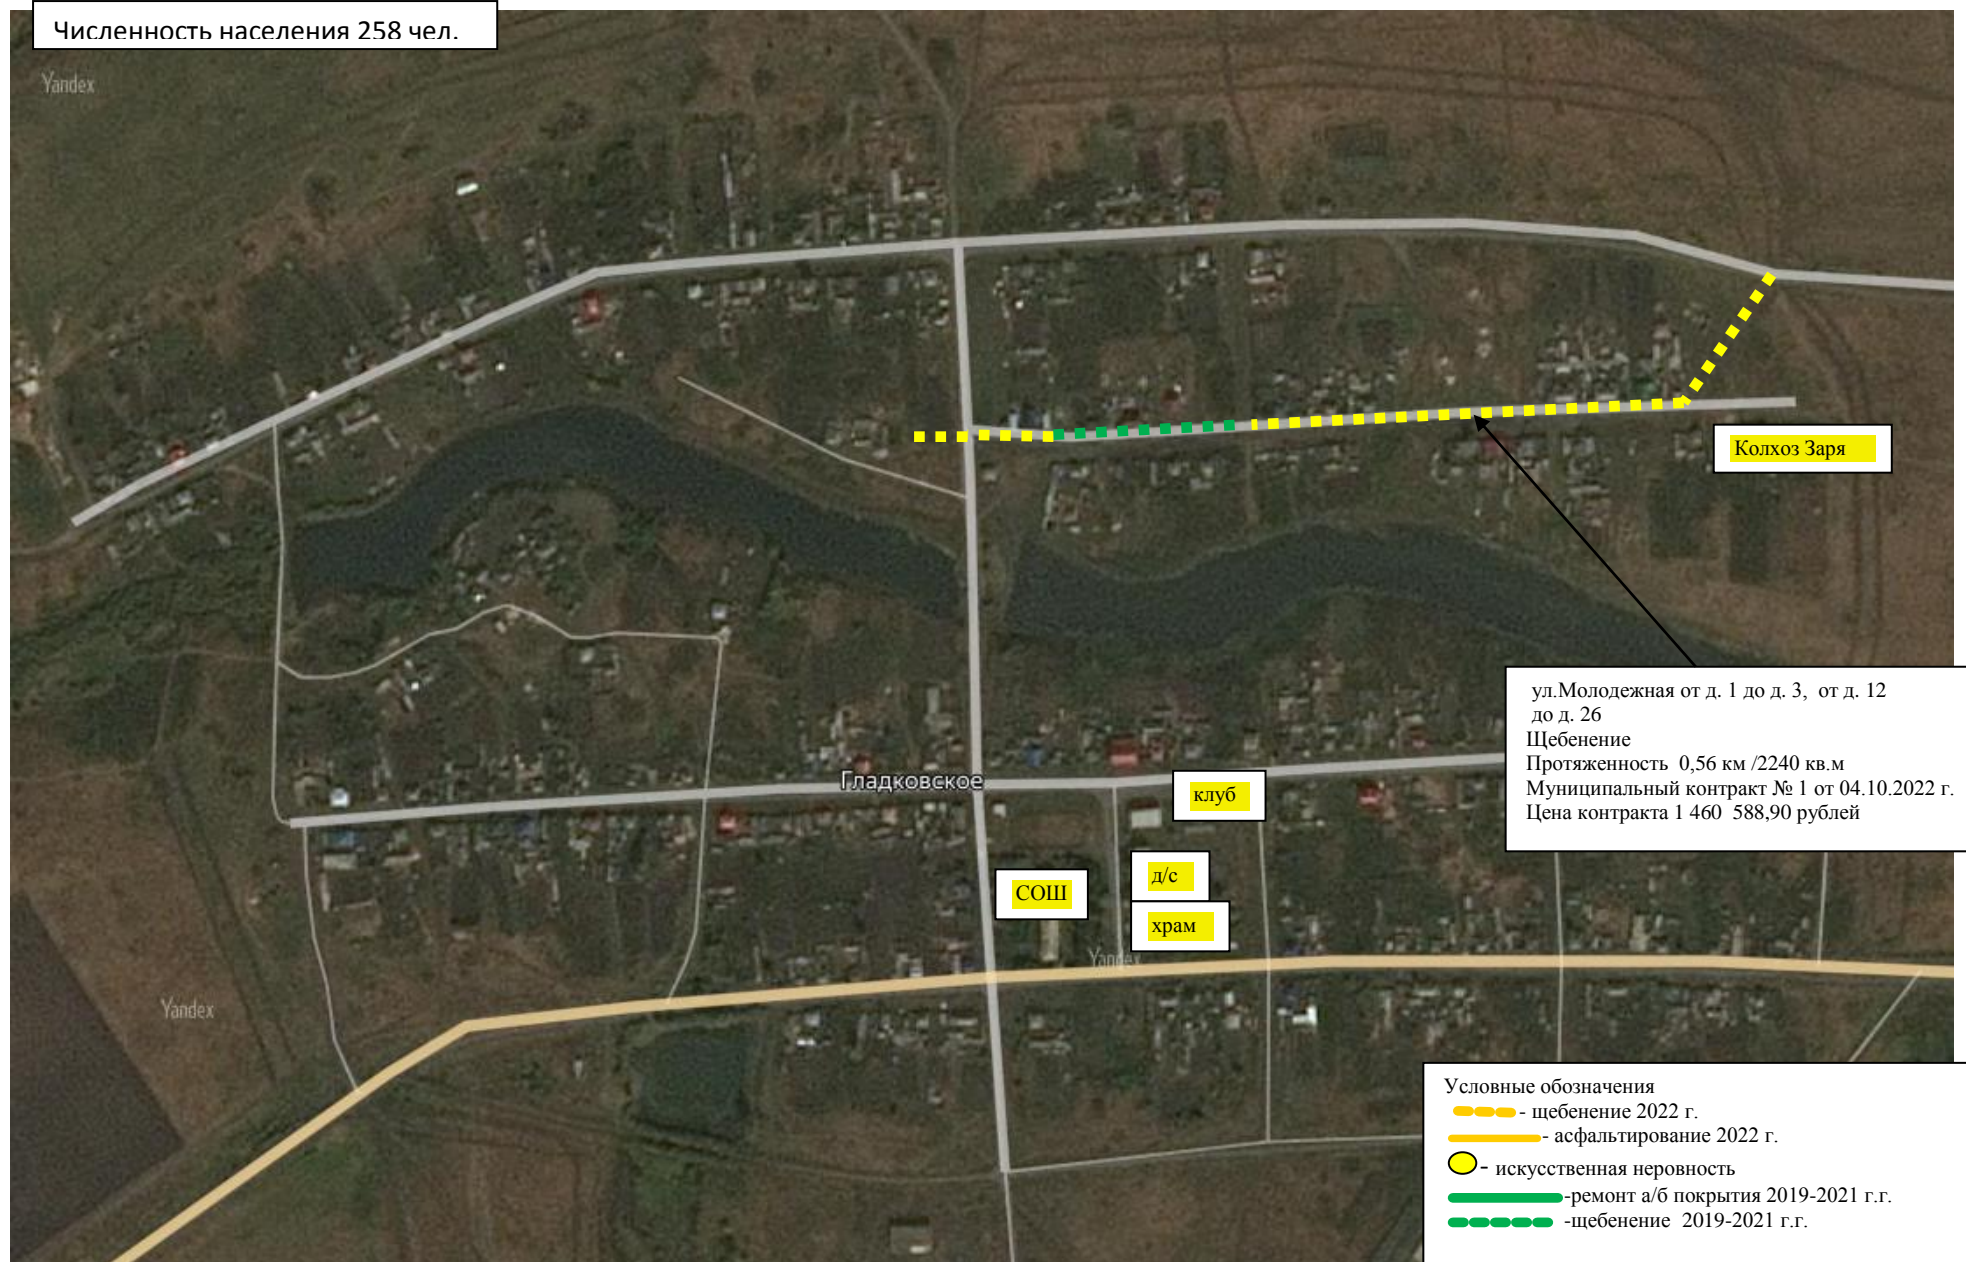 Численность населения 258 чел.
Yandex
Колхоз Заря
ул.Молодежная от д. 1 до д. 3, от д. 12
до д. 26
Щебенение
Протяженность 0,56 км /2240 кв.м
Муниципальный контракт № 1 от 04.10.2022 г.
Цена контракта 1 460 588,90 рублей
Гладковское
клуб
д/с
СОШ
храм
Yandex
Yandex
Условные обозначения
- щебенение 2022 г.
- асфальтирование 2022 г.
- искусственная неровность
-ремонт а/б покрытия 2019-2021 г.г.
-щебенение 2019-2021 г.г.